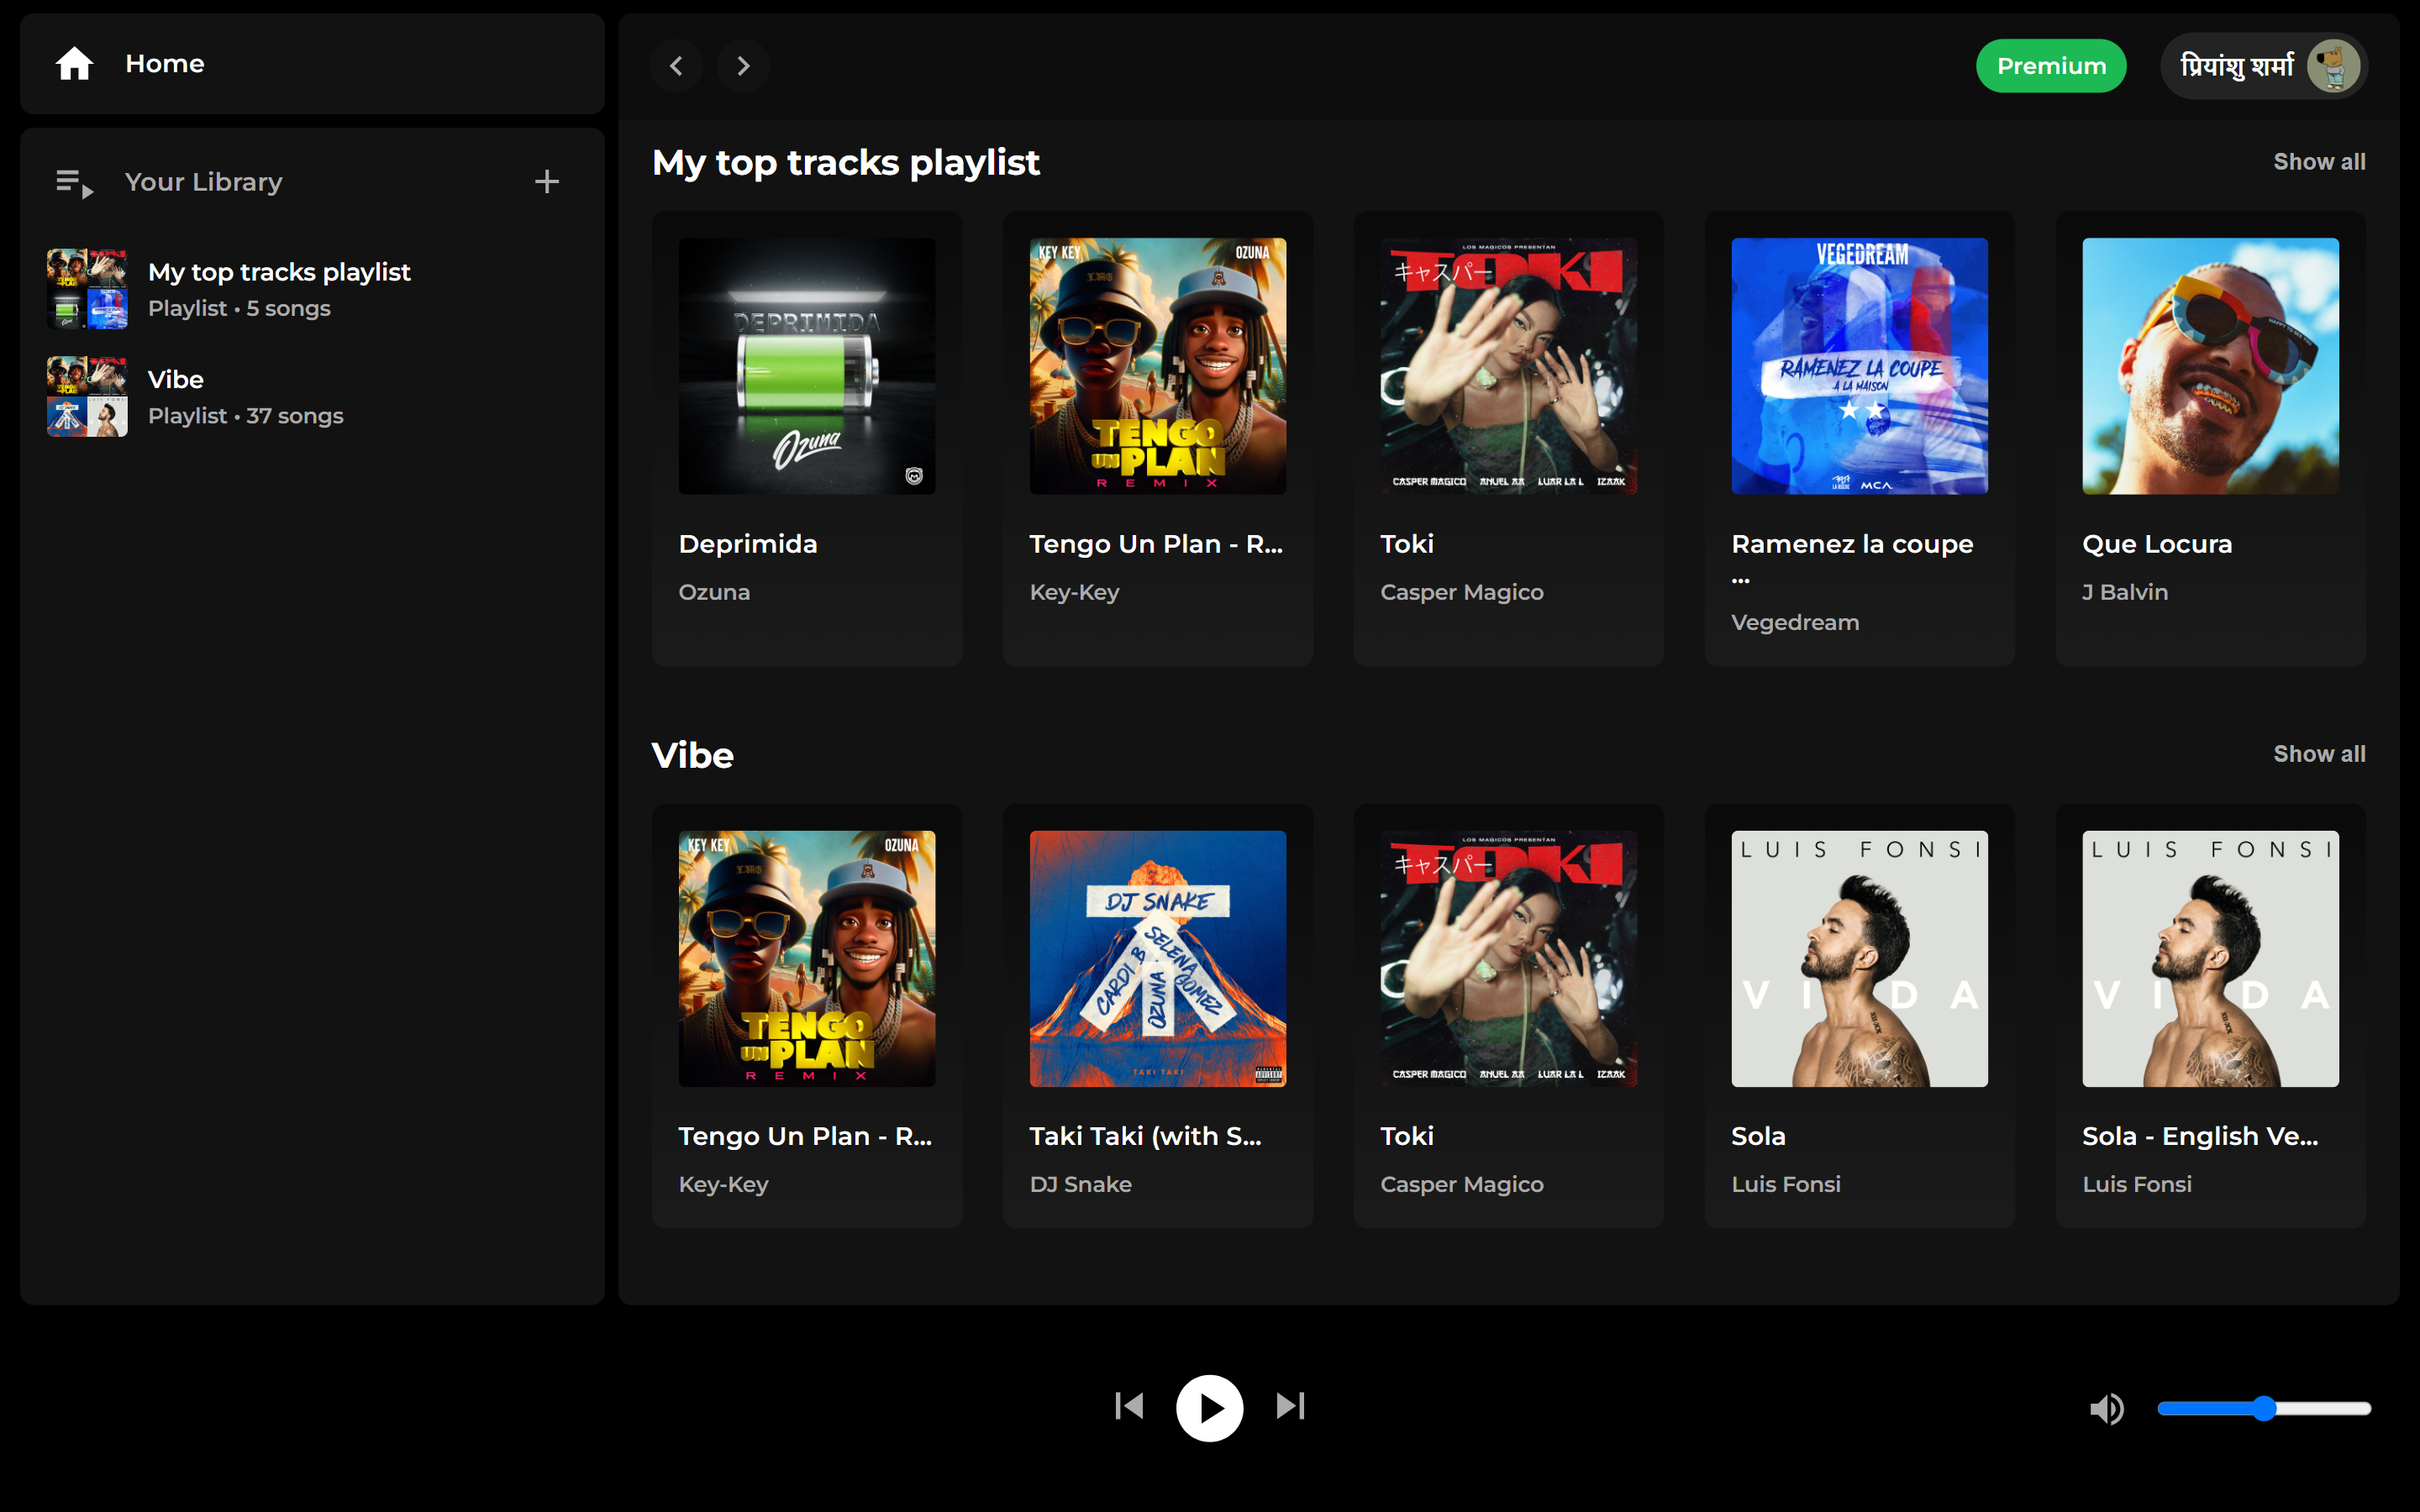 Home
Your Library
My top tracks playlist
Playlist • 5 songs
Vibe
Playlist • 37 songs
Premium
प्रियांशु शर्मा
My top tracks playlist
Show all
DEPRIMIDA
Ozuna
KEY KEY
OZUNA
TENGO
UN PLAN
REMIX
LOS MAGICOS PRESENTAN
TOKI
キャスパー
CASPER MAGICO ANUEL AA LUAR LA L IZAAK
VEGEDREAM
RAMENEZ LA COUPE
A LA MAISON
MCA
Deprimida
Ozuna
Tengo Un Plan - R...
Key-Key
Toki
Casper Magico
Ramenez la coupe
...
Vegedream
Que Locura
J Balvin
Vibe
Show all
KEY KEY
OZUNA
TENGO
UN PLAN
REMIX
DJ SNAKE
SELENA GOMEZ
CARDI B
OZUNA
TAKI TAKI
LOS MAGICOS PRESENTAN
TOKI
キャスパー
CASPER MAGICO ANUEL AA LUAR LA L IZAAK
LUIS FONSI
VIDA
LUIS FONSI
VIDA
Tengo Un Plan - R...
Key-Key
Taki Taki (with S...
DJ Snake
Toki
Casper Magico
Sola
Luis Fonsi
Sola - English Ve...
Luis Fonsi